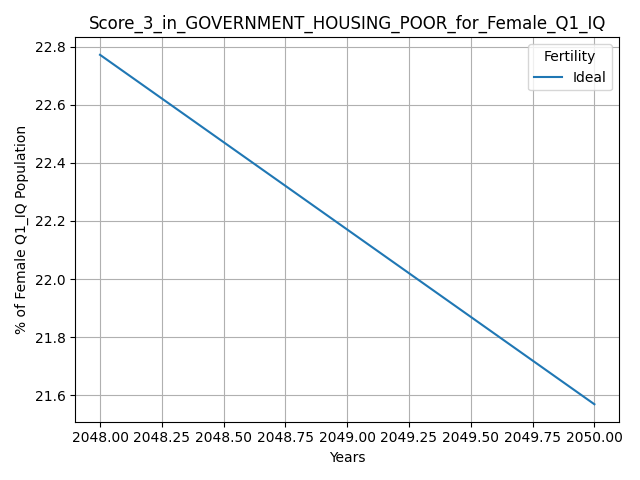 Score_3_in_GOVERNMENT_HOUSING_POOR_for_Female_Q1_IQ
Fertility
Ideal
% of Female Q1_IQ Population
22.8
22.6
22.4
22.2
22.0
21.8
21.6
2048.00 2048.25 2048.50 2048.75 2049.00 2049.25 2049.50 2049.75 2050.00
Years